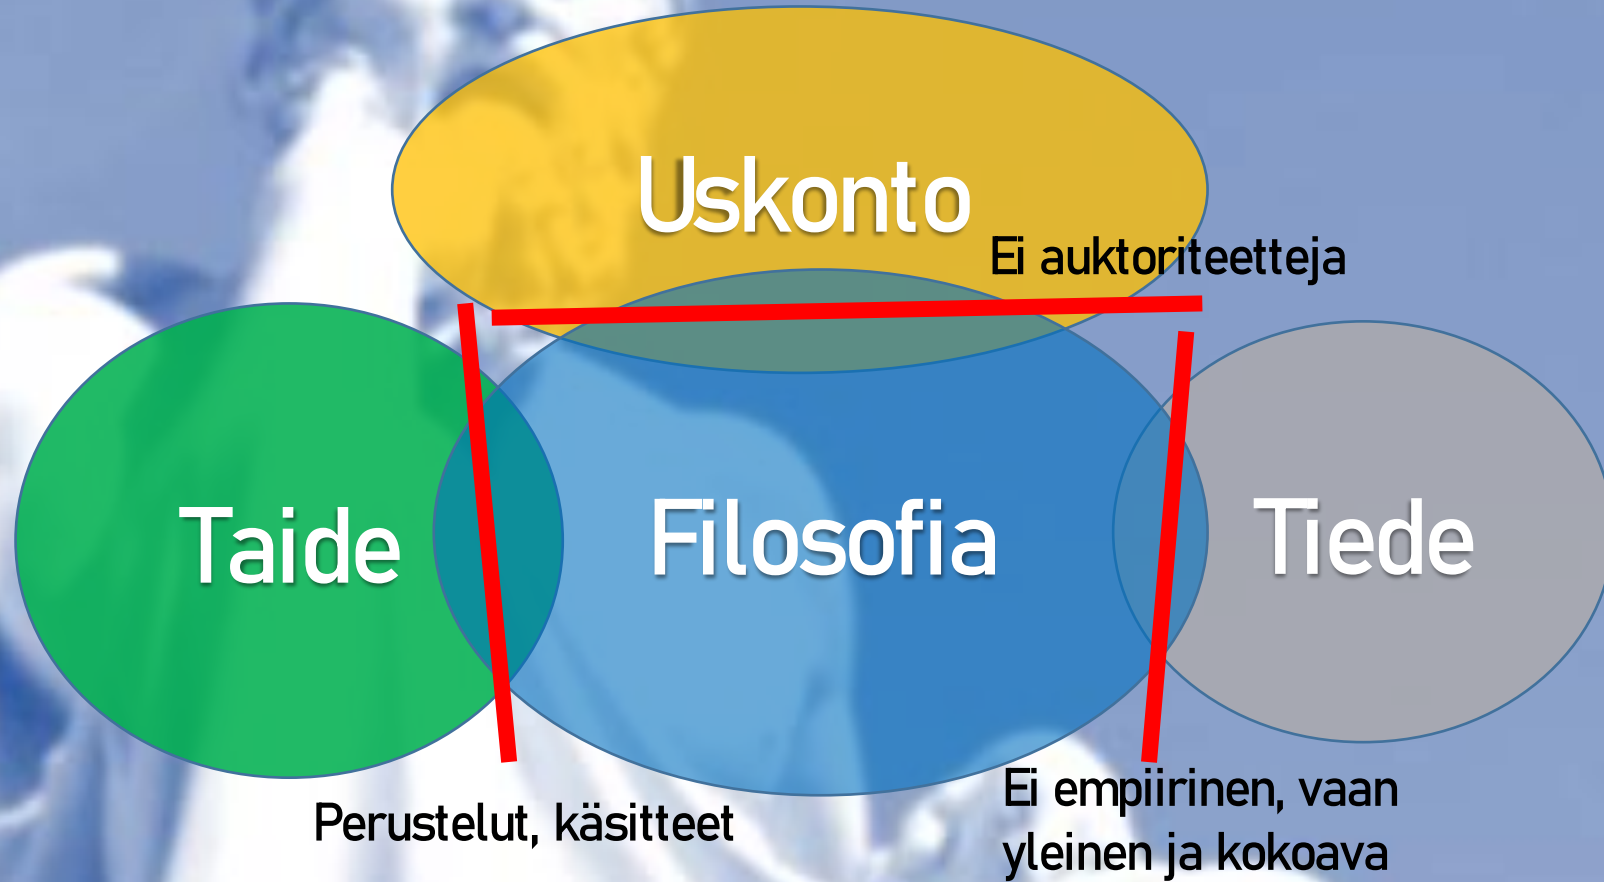 Uskonto
Ei auktoriteetteja
Taide
Filosofia
Tiede
Perustelut, käsitteet
Ei empiirinen, vaan
yleinen ja kokoava